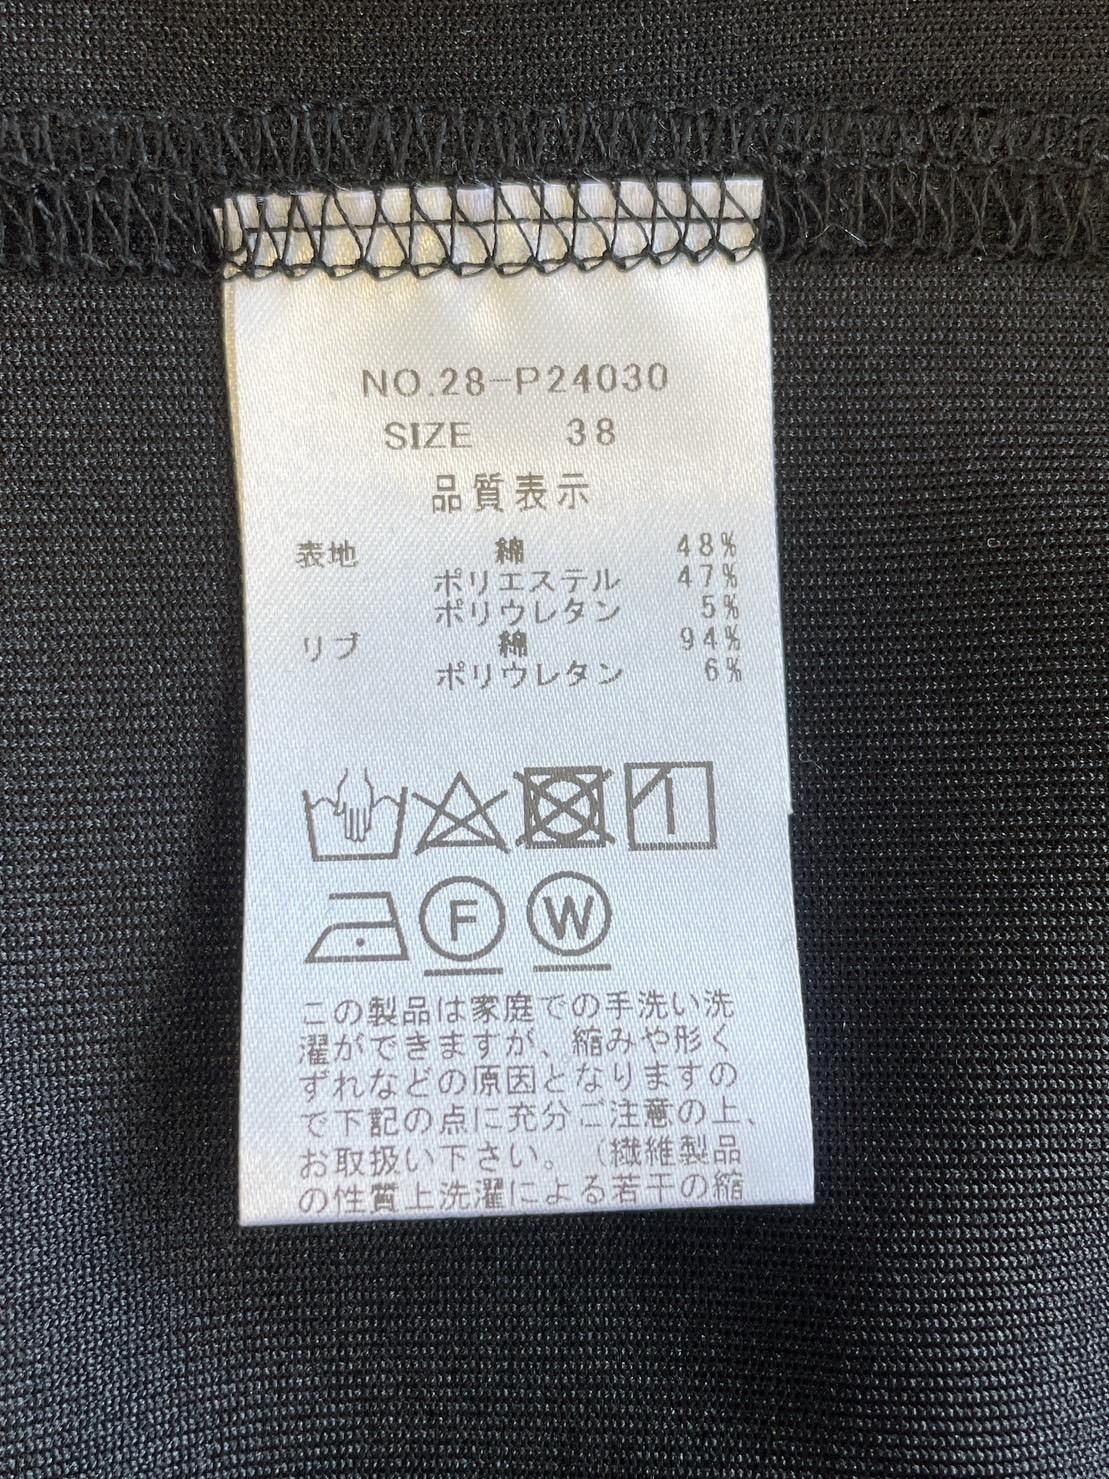 NO.28-P24030
SIZE 38
品質表示
表地 綿 48%
ポリエステル 47%
ポリウレタン 5%
リブ 綿 94%
ポリウレタン 6%
F W
この製品は家庭での手洗い洗
濯ができますが、縮みや形く
ずれなどの原因となりますの
で下記の点に充分ご注意の上、
お取扱い下さい。（繊維製品
の性質上洗濯による若干の縮